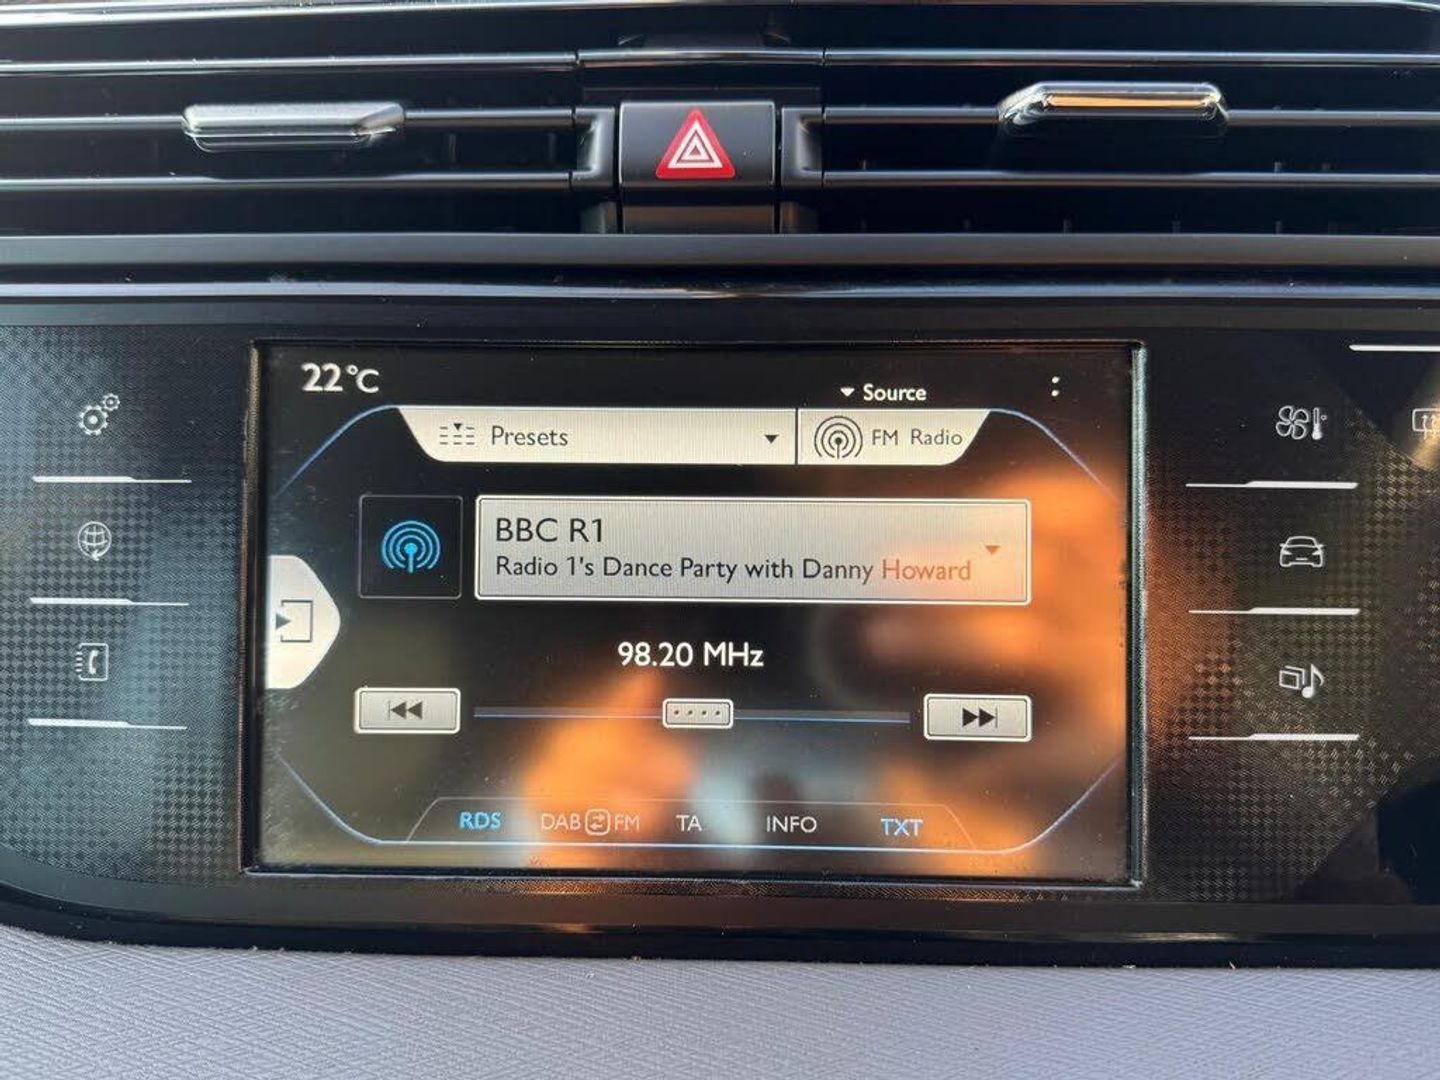 22°C
Source
Presets
FM Radio
BBC R1
Radio 1's Dance Party with Danny Howard
98.20 MHz
RDS DAB FM TA INFO TXT